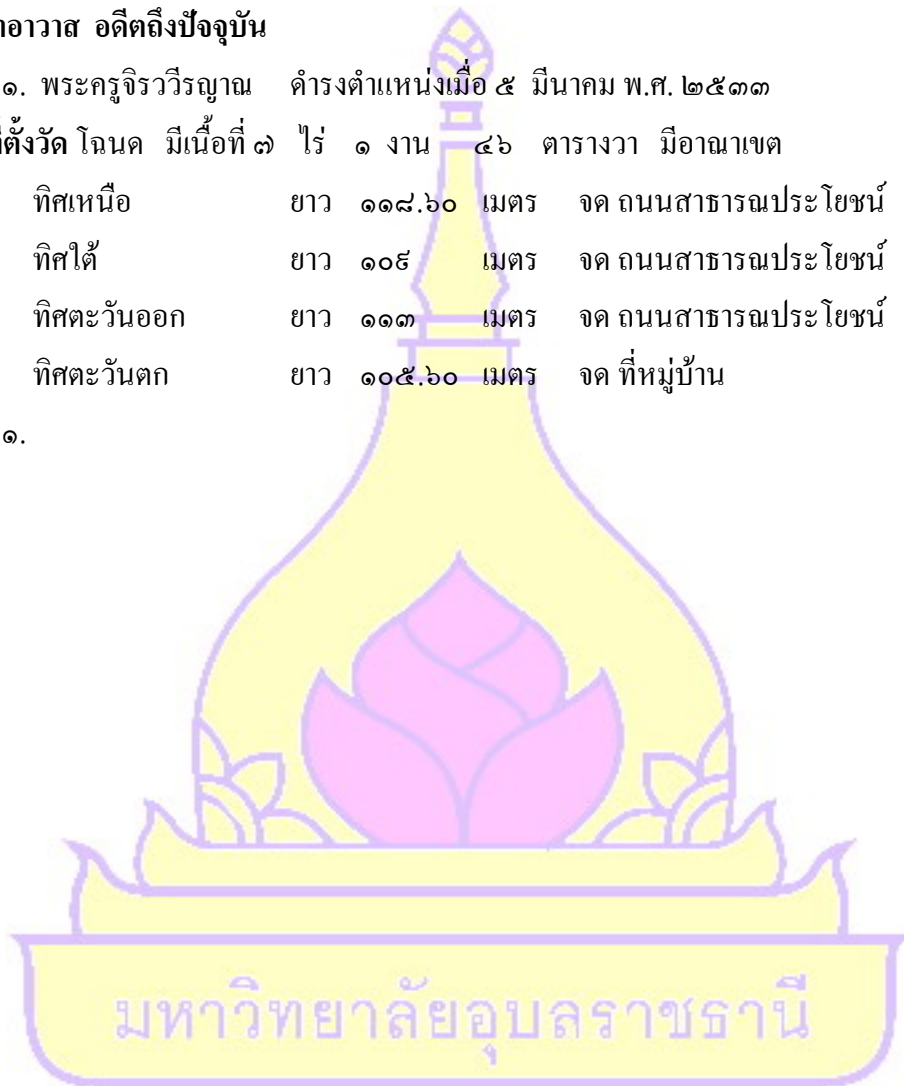 าอาวาส อดีตถึงปัจจุบัน
๑. พระครูจิรววีรญาณ ดำรงตำแหน่งเมื่อ ๕ มีนาคม พ.ศ. ๒๕๓๓
ี่ตั้งวัด โฉนด มีเนื้อที่ ๗ ไร่ ๑ งาน ๔๖ ตารางวา มีอาณาเขต
ทิศเหนือ ยาว ๑๑๘.๖๐ เมตร จด ถนนสาธารณประโยชน์
ทิศใต้ ยาว ๑๐๙ เมตร จด ถนนสาธารณประโยชน์
ทิศตะวันออก ยาว ๑๑๓ เมตร จด ถนนสาธารณประโยชน์
ทิศตะวันตก ยาว ๑๐๕.๖๐ เมตร จด ที่หมู่บ้าน
๑.
มหาวิทยาลัยอุบลราชธานี